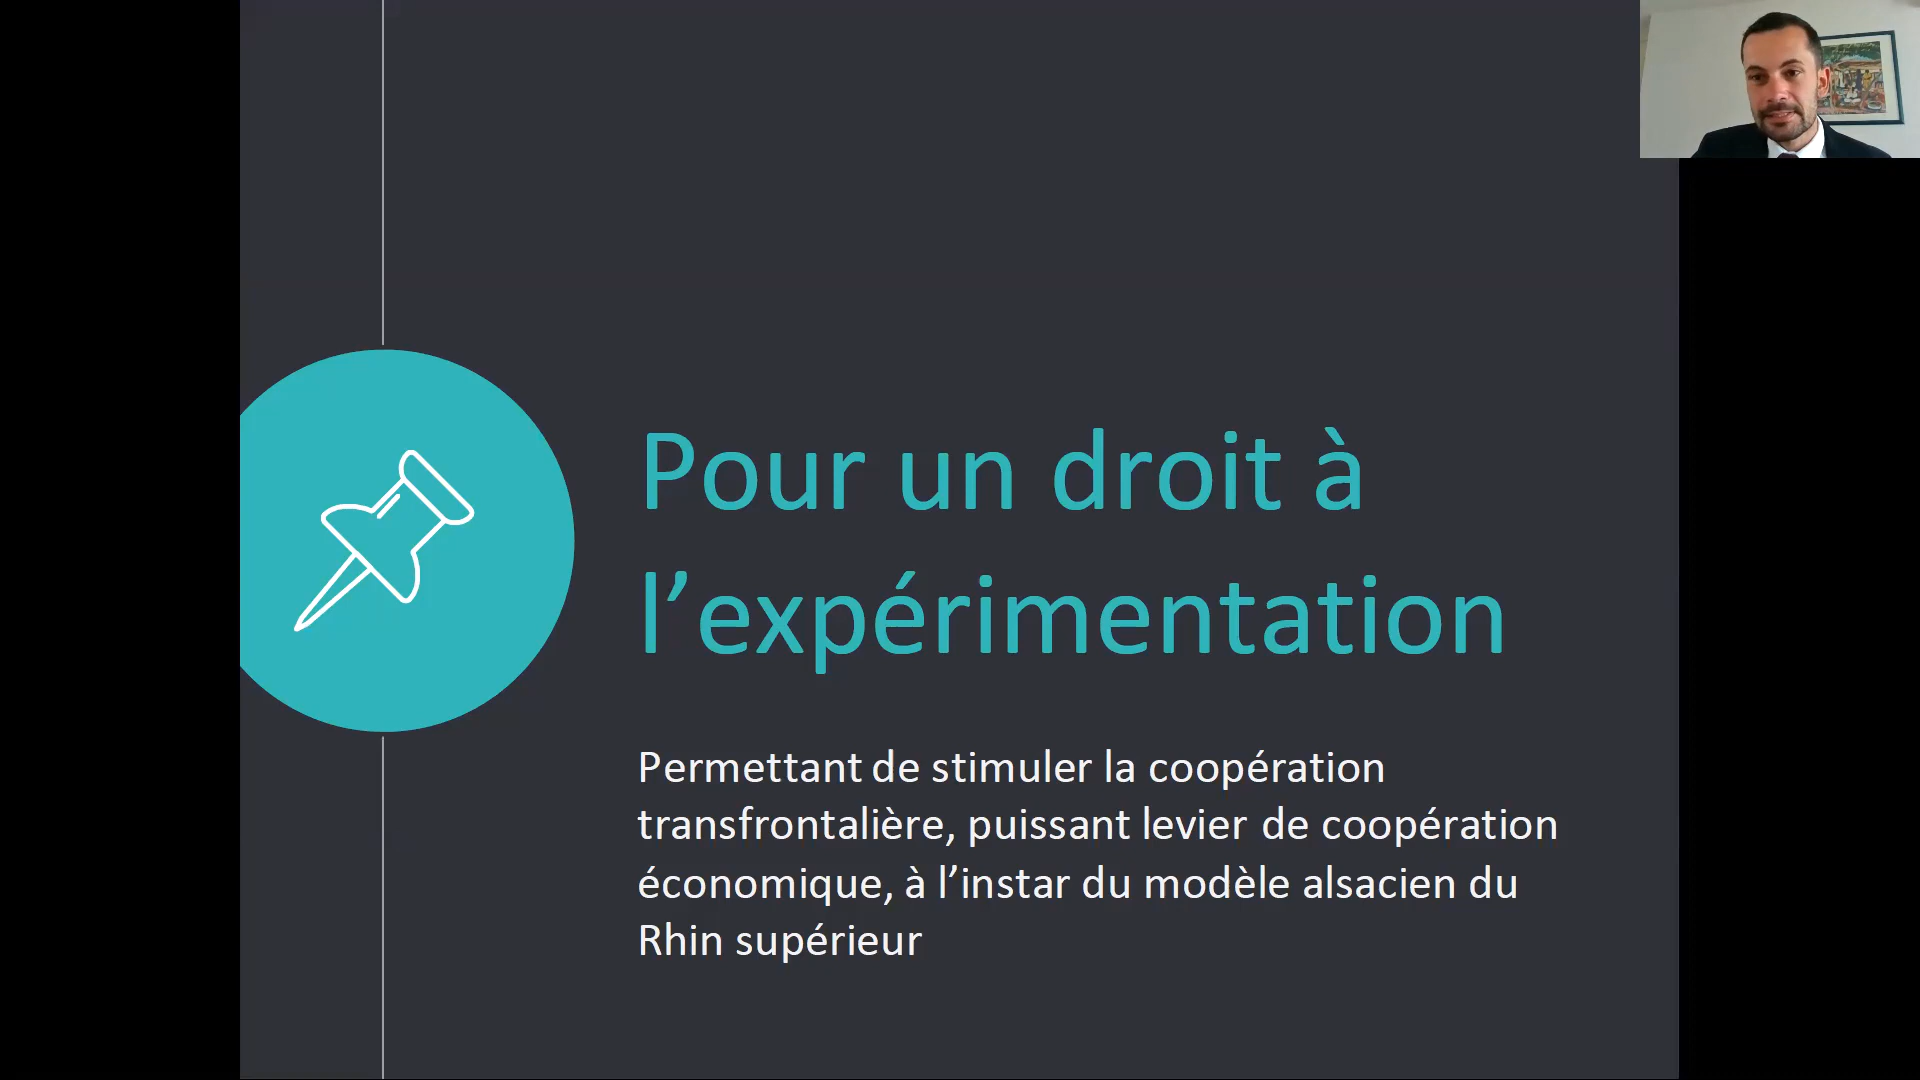 Pour un droit à
l’expérimentation
Permettant de stimuler la coopération
transfrontalière, puissant levier de coopération
économique, à l’instar du modèle alsacien du
Rhin supérieur